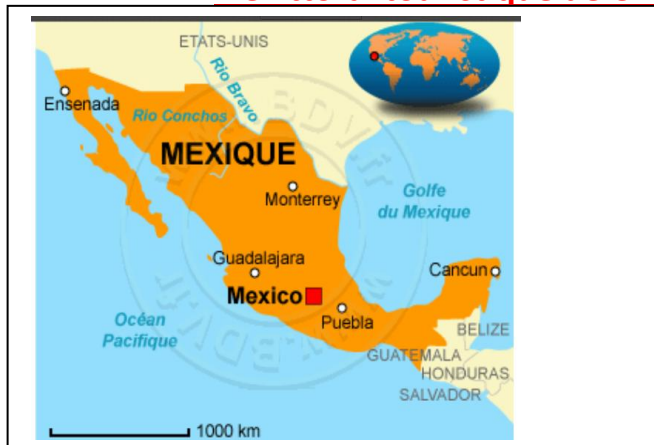 ETATS-UNIS
Rio Bravo
Ensenada
Rio Conchos
MEXIQUE
Golfe
du Mexique
Monterrey
Guadalajara
Cancun
Mexico
Puebla
Océan
Pacifique
BELIZE
GUATEMALA
HONDURAS
SALVADOR
1000 km